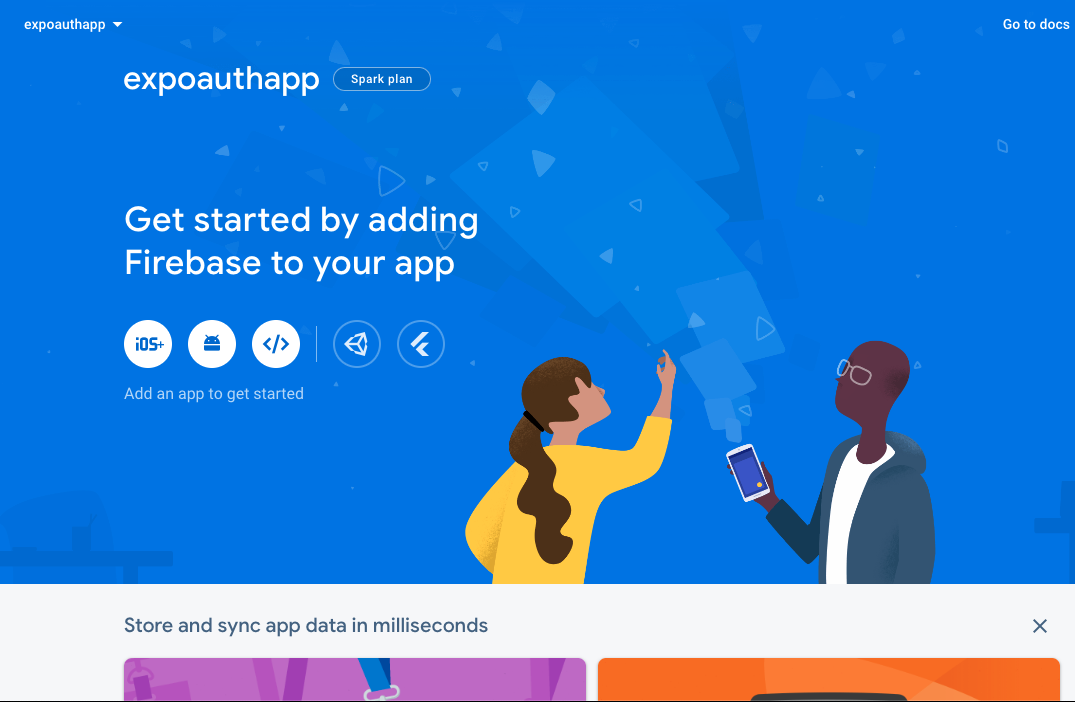 expoauthapp
Go to docs
expoauthapp
Spark plan
Get started by adding
Firebase to your app
iOS+
</>
Add an app to get started
Store and sync app data in milliseconds